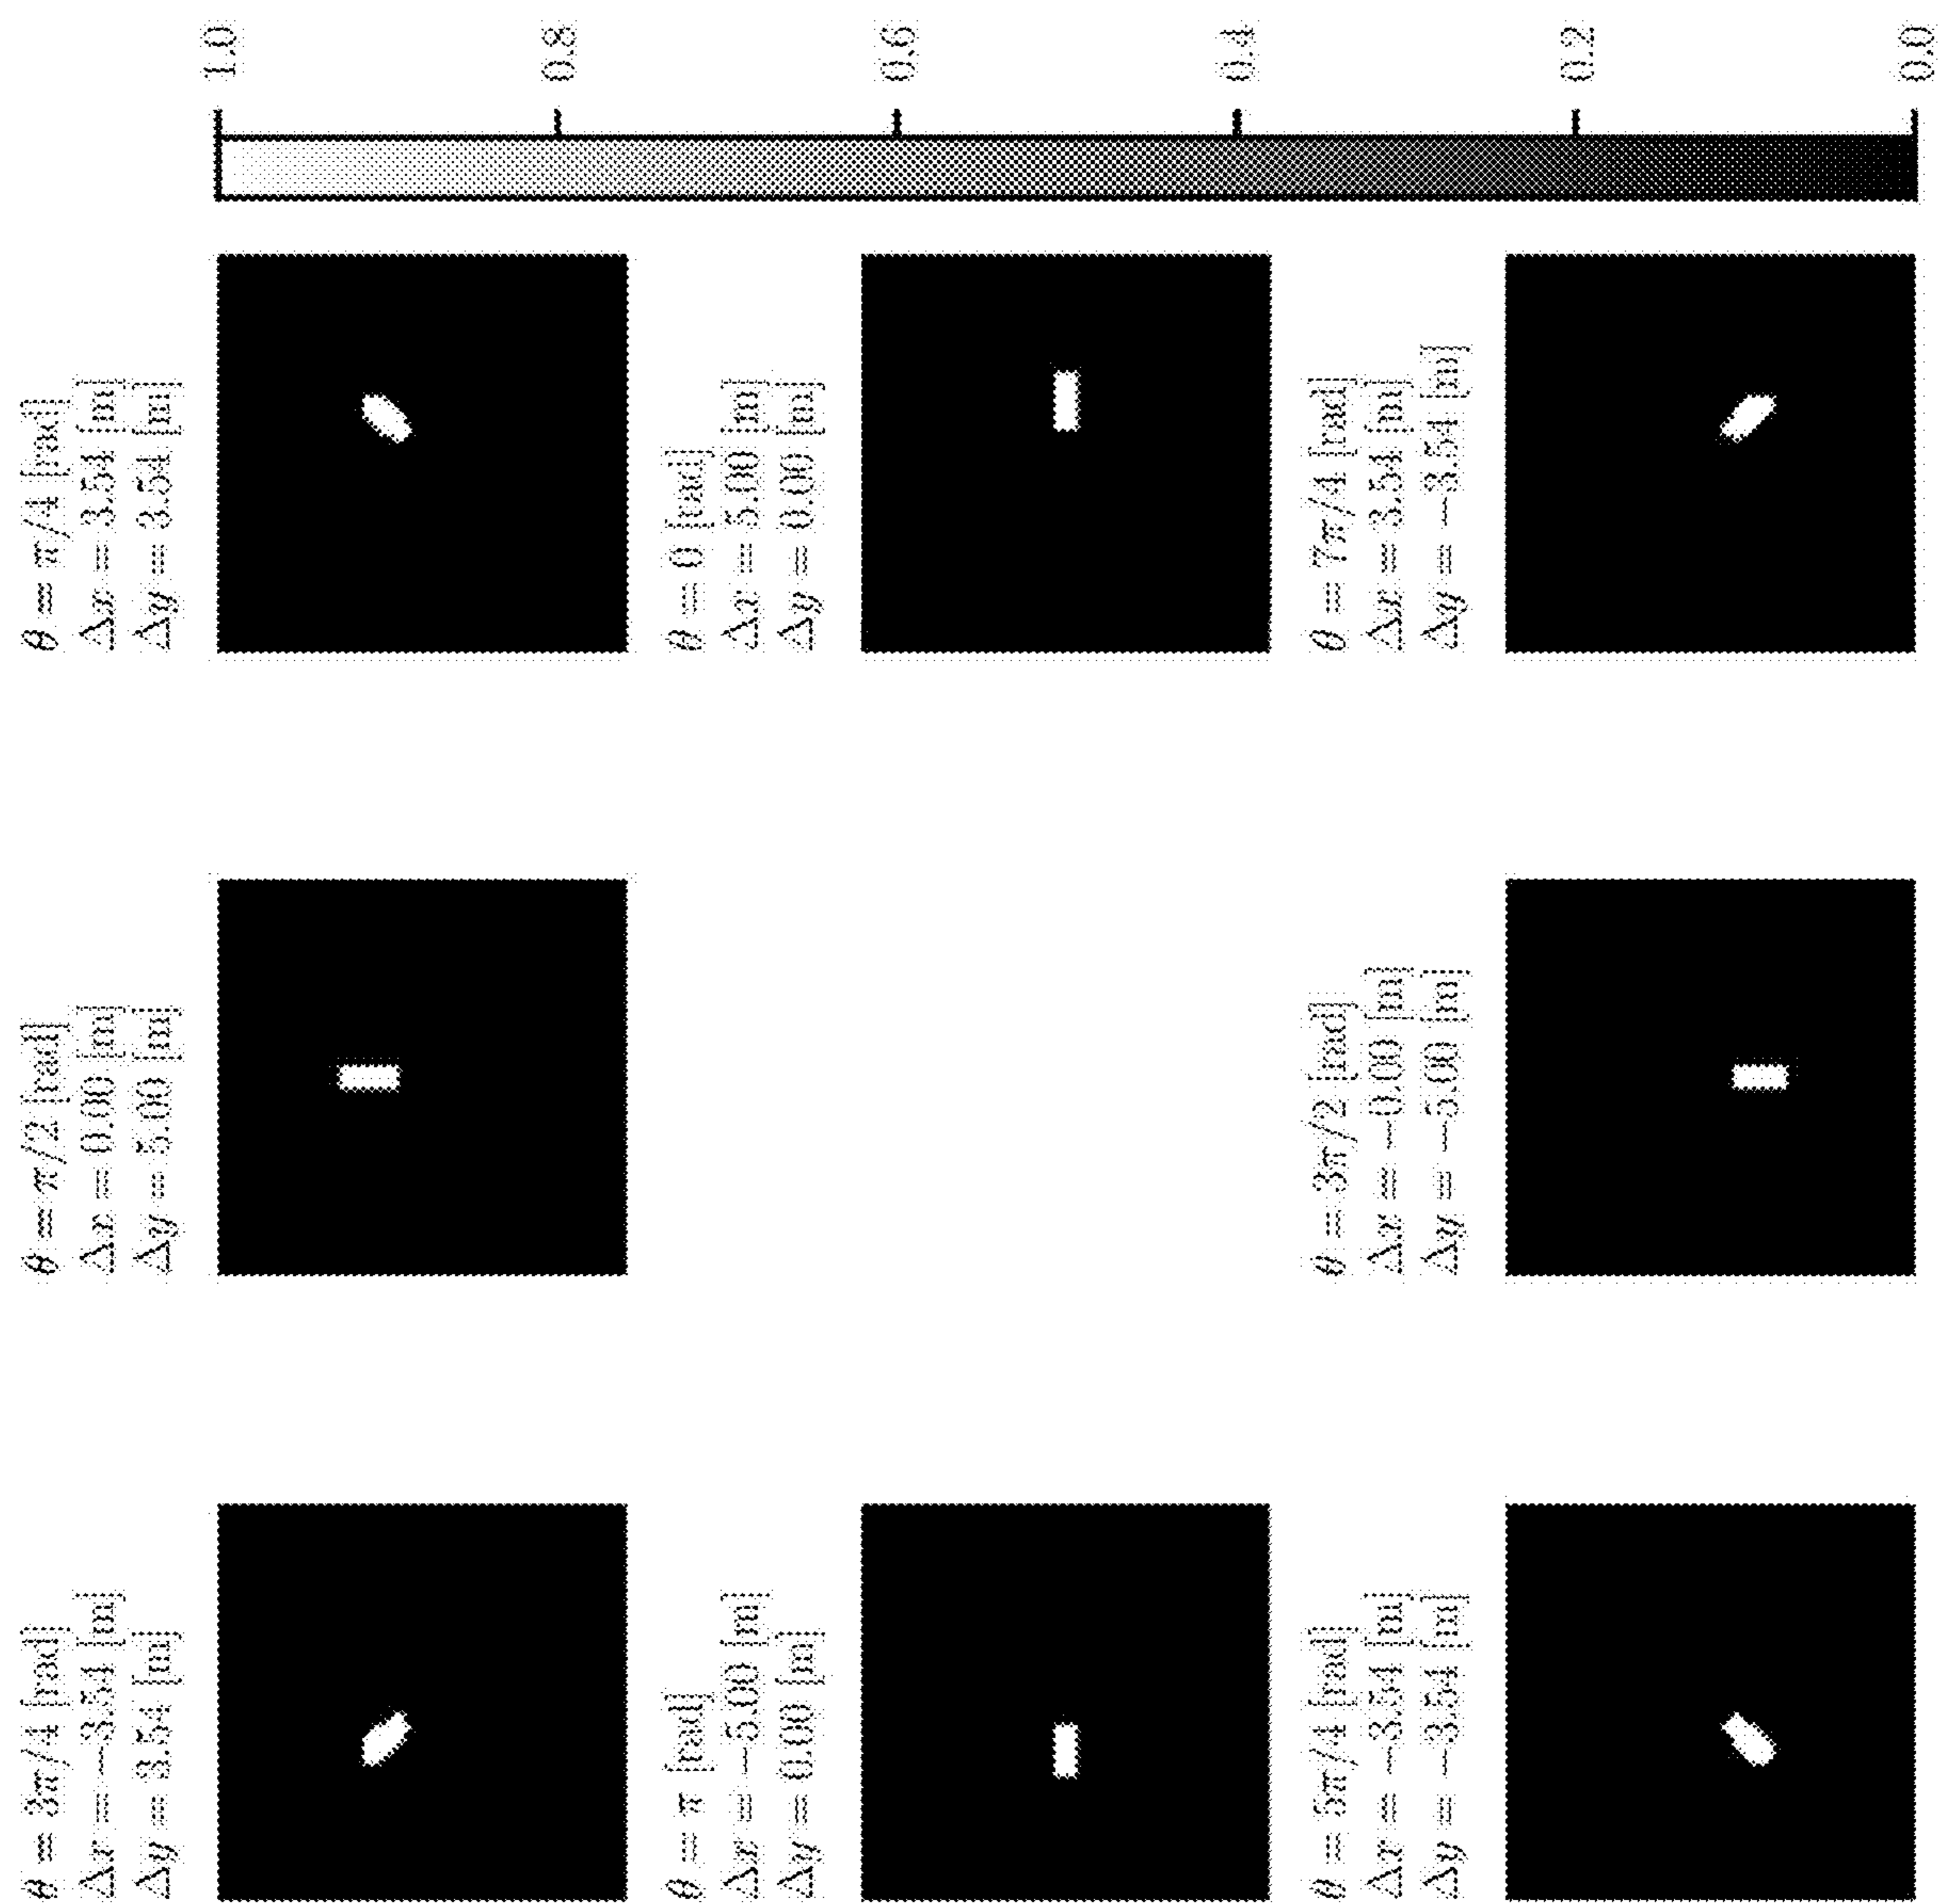 θ = 3π/4 [rad]
Δx = −3.54 [m]
Δy = 3.54 [m]
θ = π/2 [rad]
Δx = 0.00 [m]
Δy = 5.00 [m]
θ = π/4 [rad]
Δx = 3.54 [m]
Δy = 3.54 [m]
θ = π [rad]
Δx = −5.00 [m]
Δy = 0.00 [m]
θ = 0 [rad]
Δx = 5.00 [m]
Δy = 0.00 [m]
θ = 5π/4 [rad]
Δx = −3.54 [m]
Δy = −3.54 [m]
θ = 3π/2 [rad]
Δx = −0.00 [m]
Δy = −5.00 [m]
θ = 7π/4 [rad]
Δx = 3.54 [m]
Δy = −3.54 [m]
1.0
0.8
0.6
0.4
0.2
0.0